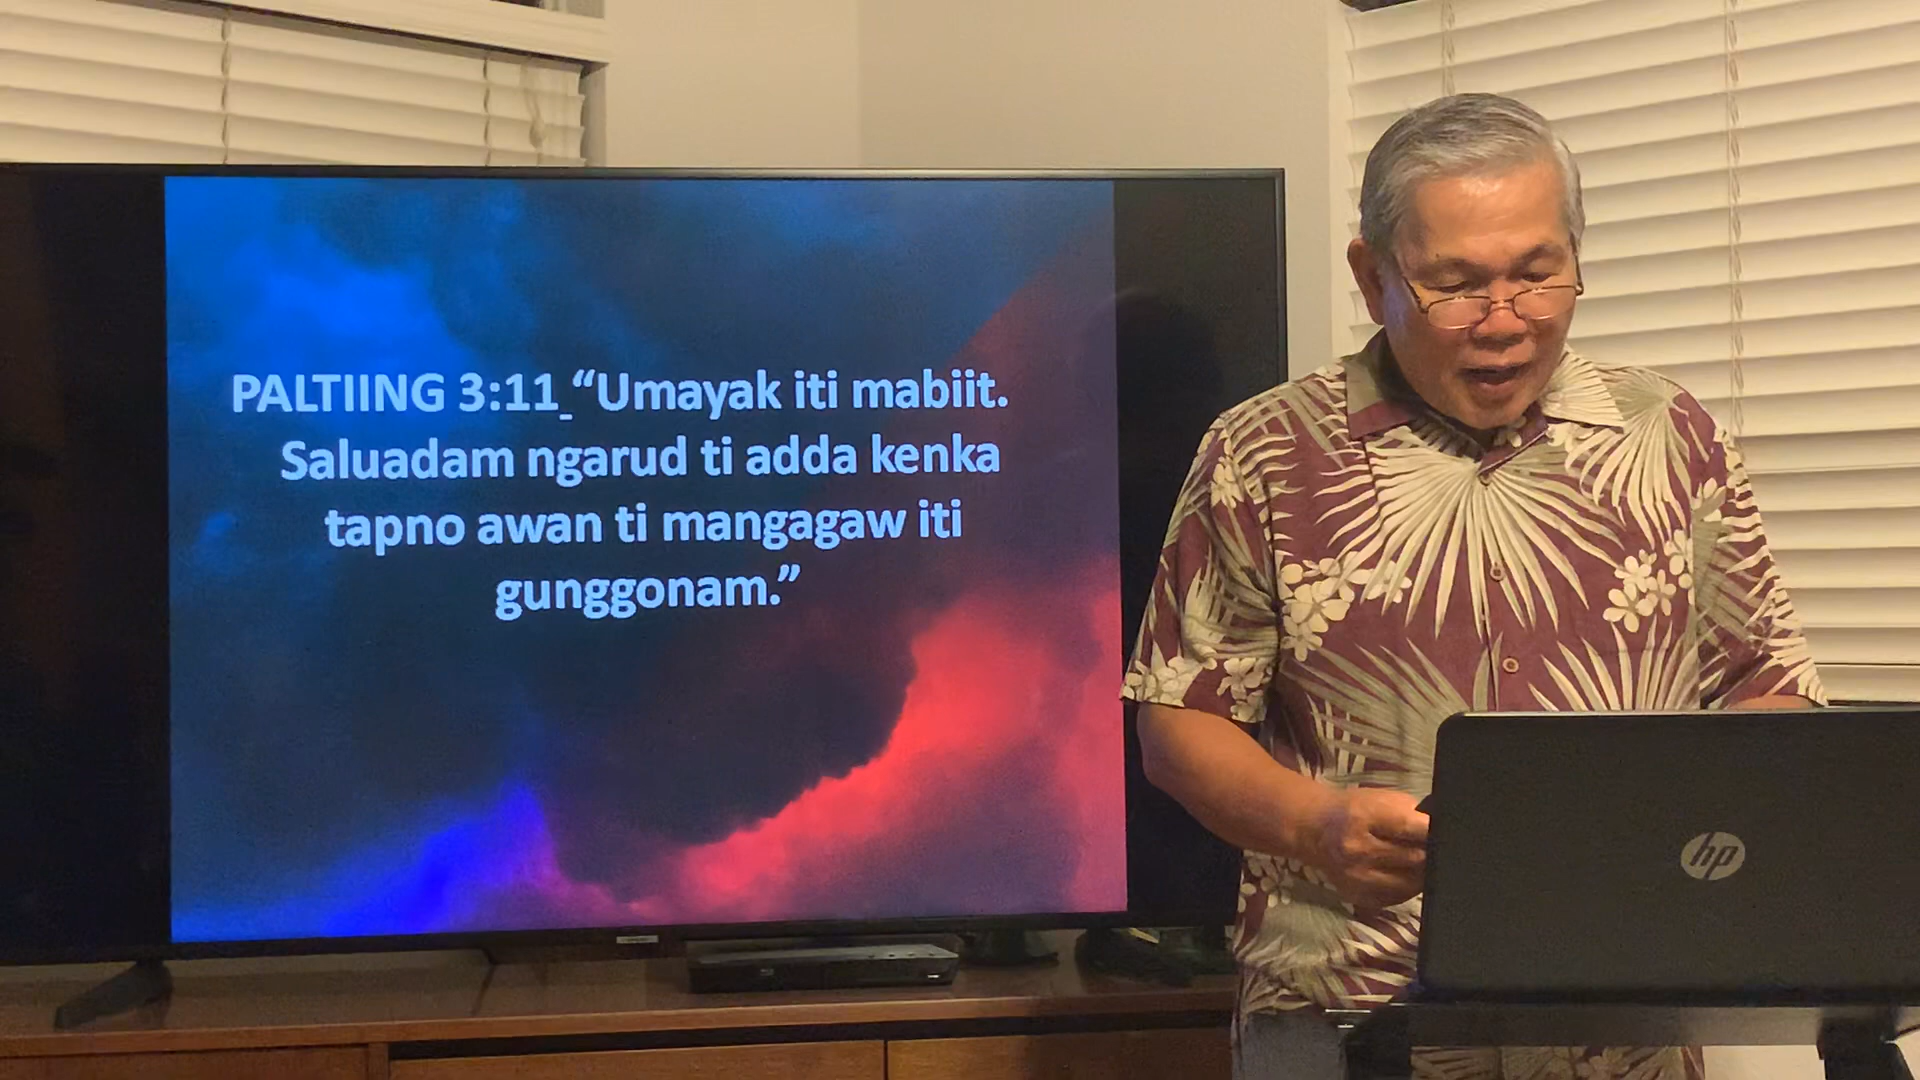 PALTIING 3:11 “Umayak iti mabiit.
Saluadam ngarud ti adda kenka
tapno awan ti mangagaw iti
gunggonam.”
hp